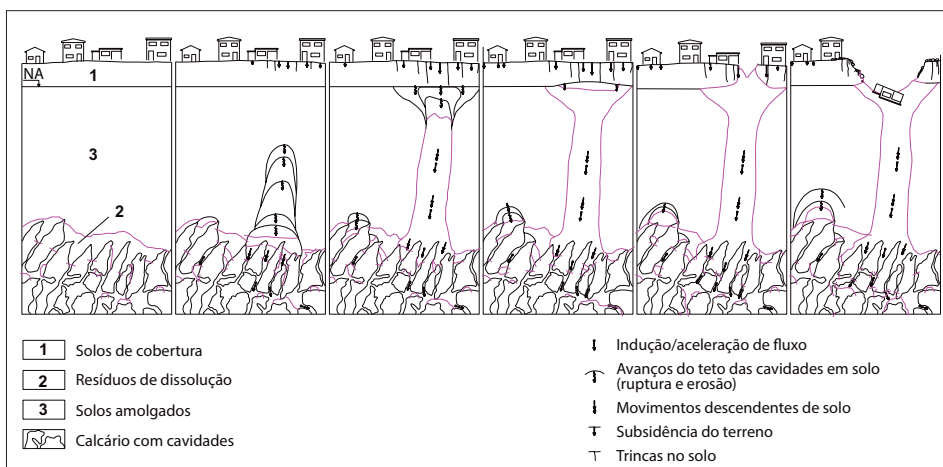 NA
1
3
2
1 Solos de cobertura
2 Resíduos de dissolução
3 Solos amolgados
Calcário com cavidades
Indução/aceleração de fluxo
Avanços do teto das cavidades em solo
(ruptura e erosão)
Movimentos descendentes de solo
Subsidência do terreno
Trincas no solo